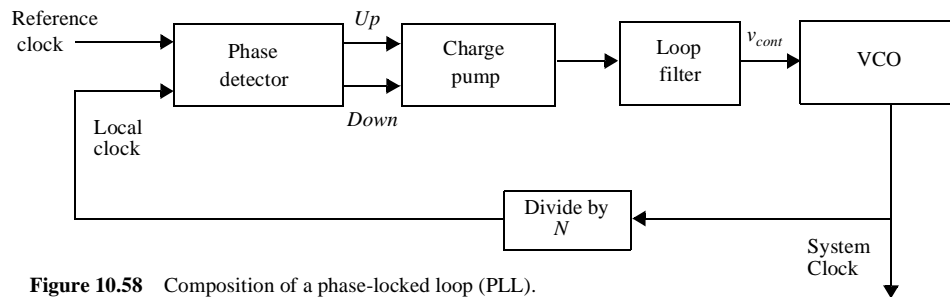 Reference
clock
Up
Phase
detector
Charge
pump
Loop
filter
v_cont
VCO
Down
Local
clock
Divide by
N
System
Clock
Figure 10.58 Composition of a phase-locked loop (PLL).